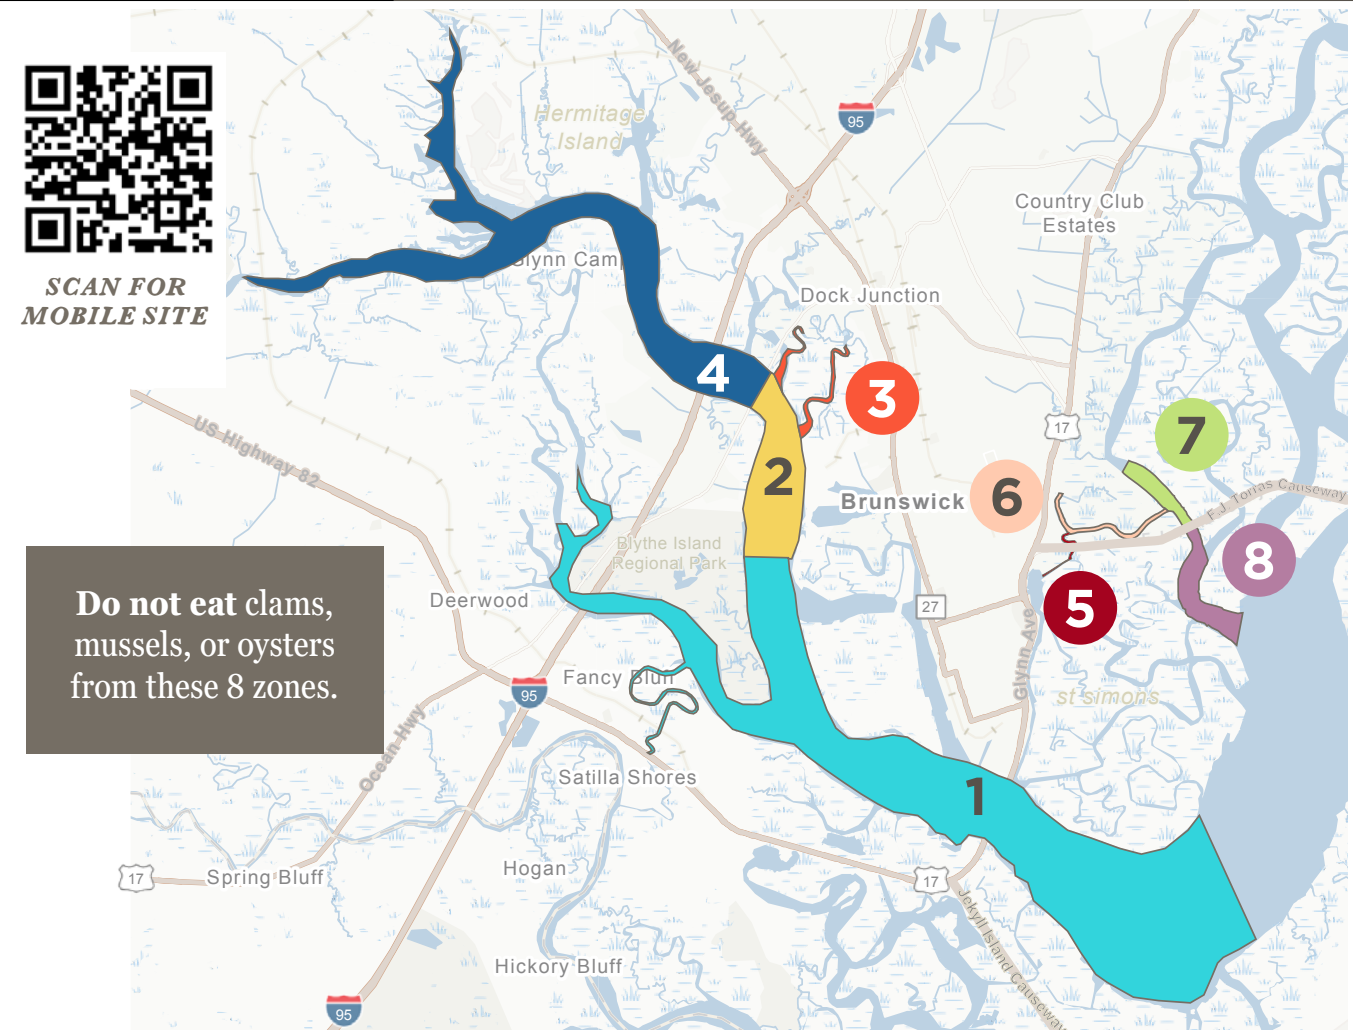 SCAN FOR
MOBILE SITE
Do not eat clams,
mussels, or oysters
from these 8 zones.
Hermitage
Island
New Jesup Hwy
95
Country Club
Estates
Glynn Camp
Dock Junction
4
3
US Highway 82
17
7
2
Brunswick
6
F.J. Torras Causeway
Blythe Island
Regional Park
8
Deerwood
27
5
Glynn Ave
Fancy Bluff
95
st simons
Ocean Hwy
Satilla Shores
1
Hogan
17
Spring Bluff
17
Jekyll Island Causeway
Hickory Bluff
95